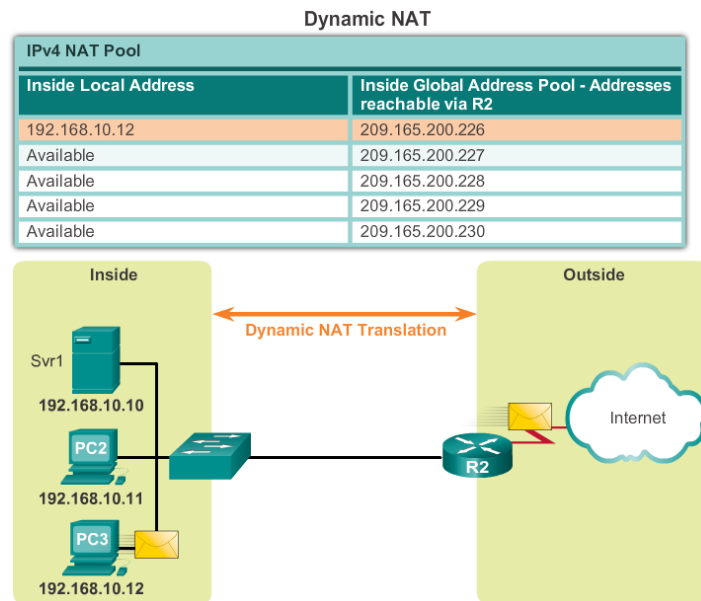 Dynamic NAT
IPv4 NAT Pool
Inside Local Address
Inside Global Address Pool - Addresses
reachable via R2
192.168.10.12
209.165.200.226
Available
209.165.200.227
Available
209.165.200.228
Available
209.165.200.229
Available
209.165.200.230
Inside
Outside
Dynamic NAT Translation
Svr1
192.168.10.10
PC2
192.168.10.11
PC3
192.168.10.12
R2
Internet